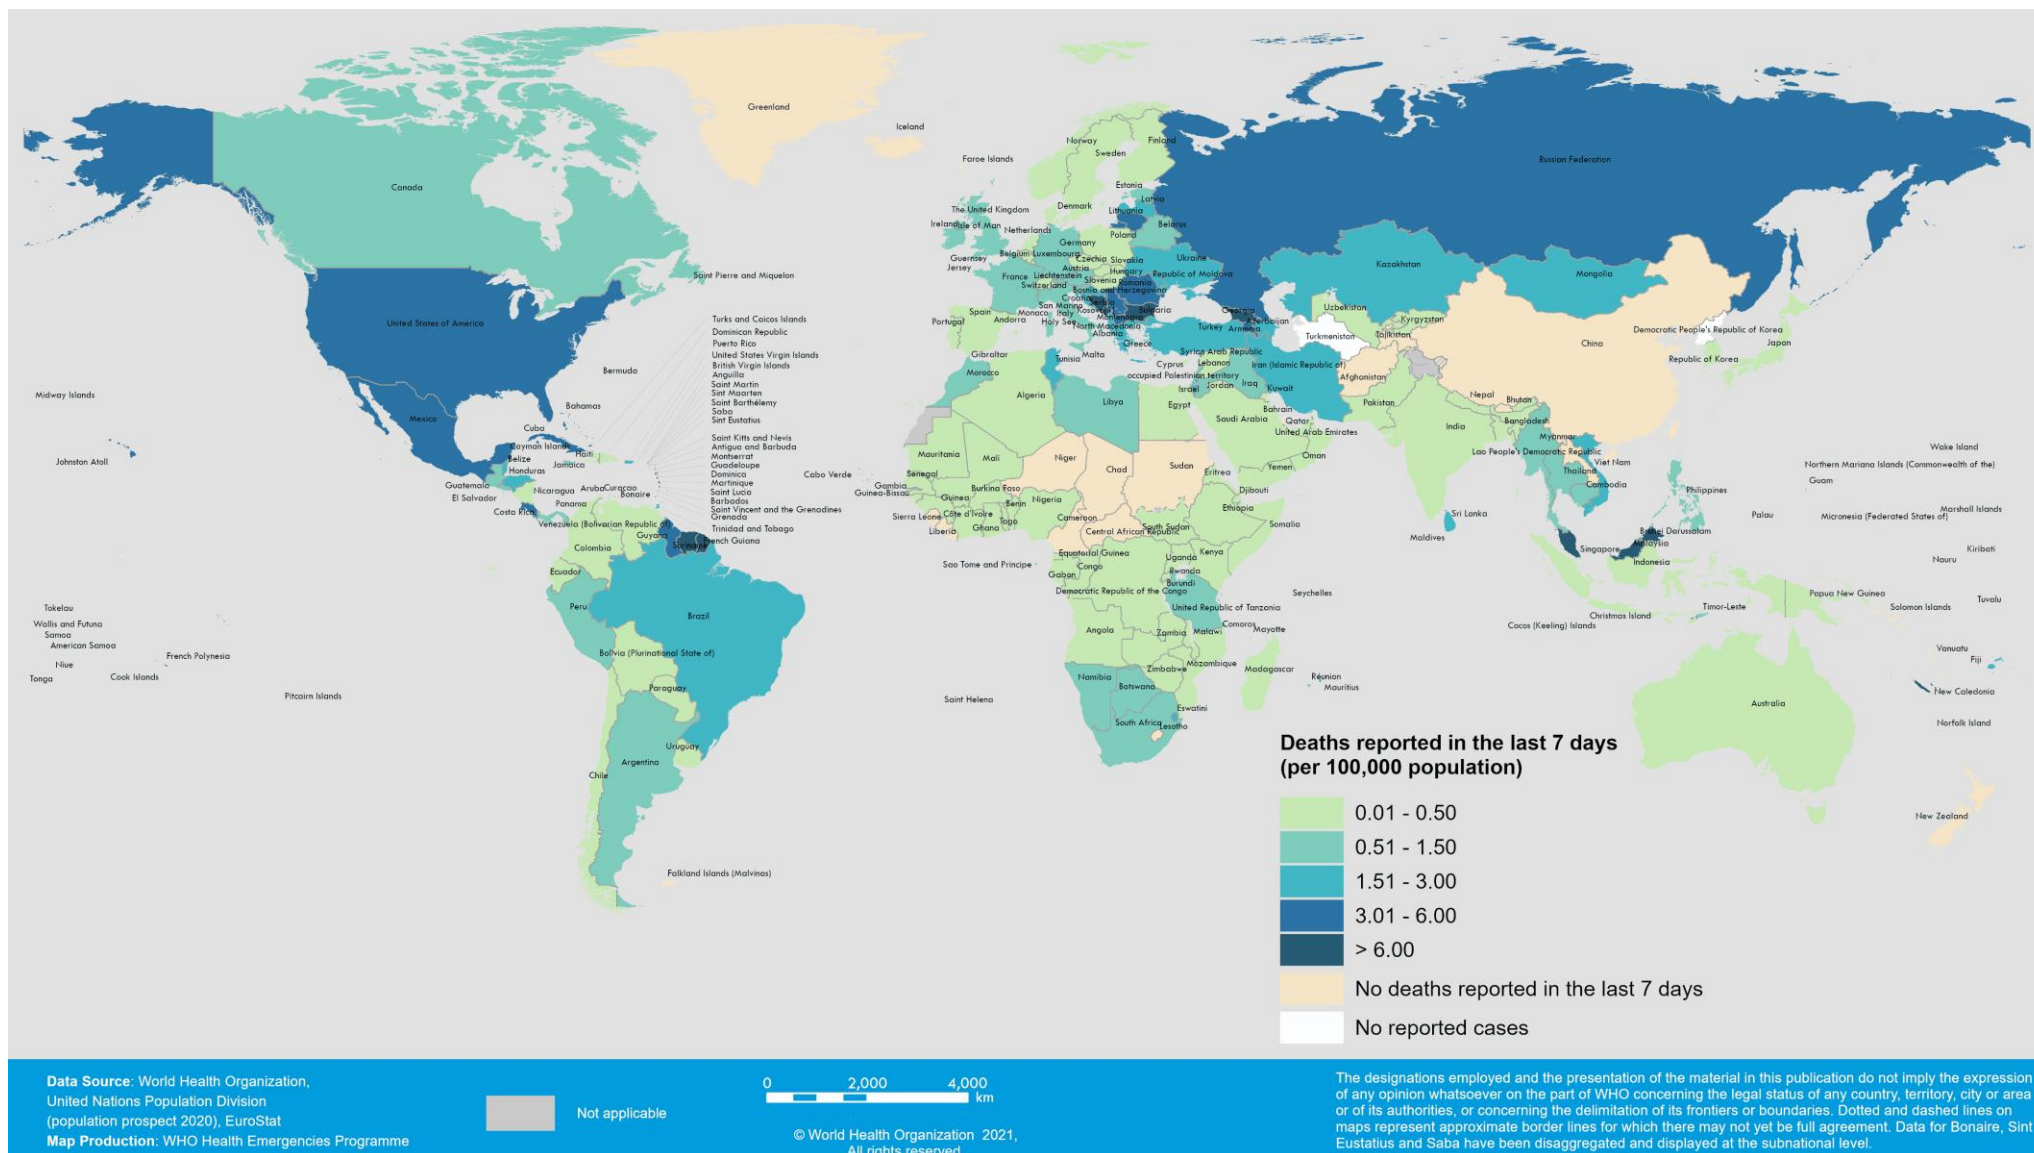 Greenland
Iceland
Norway
Finland
Sweden
Russian Federation
Faroe Islands
Canada
Estonia
Latvia
The United Kingdom
Denmark
Lithuania
Ireland
Isle of Man
Netherlands
Belarus
Poland
Germany
Guernsey
Belgium
Luxembourg
Czechia
Slovakia
Ukraine
Jersey
Austria
Kazakhstan
Saint Pierre and Miquelon
France
Liechtenstein
Hungary
Republic of Moldova
Mongolia
Switzerland
Slovenia
Romania
Bosnia and Herzegovina
Croatia
Serbia
San Marino
Uzbekistan
Spain
Monaco
Italy
Kosovo
Bulgaria
Georgia
United States of America
Turks and Caicos Islands
Portugal
Andorra
Holy See
Montenegro
Azerbaijan
Kyrgyzstan
Dominican Republic
North Macedonia
Turkey
Armenia
Democratic People's Republic of Korea
Puerto Rico
Albania
Turkmenistan
Tajikistan
United States Virgin Islands
Gibraltar
Tunisia
Malta
Greece
Syrian Arab Republic
China
Japan
British Virgin Islands
Cyprus
Lebanon
Iran (Islamic Republic of)
Republic of Korea
Bermuda
Anguilla
Morocco
occupied Palestinian territory
Afghanistan
Saint Martin
Israel
Jordan
Iraq
Kuwait
Midway Islands
Sint Maarten
Algeria
Libya
Egypt
Pakistan
Nepal
Bhutan
Saint Barthélemy
Bahamas
Saba
Bahrain
Mexico
Sint Eustatius
Saudi Arabia
Qatar
India
Bangladesh
Cuba
United Arab Emirates
Saint Kitts and Nevis
Myanmar
Cayman Islands
Haiti
Antigua and Barbuda
Mauritania
Mali
Niger
Chad
Sudan
Oman
Lao People's Democratic Republic
Wake Island
Johnston Atoll
Belize
Jamaica
Montserrat
Yemen
Viet Nam
Northern Mariana Islands (Commonwealth of the)
Honduras
Guadeloupe
Cabo Verde
Senegal
Eritrea
Thailand
Guam
Guatemala
Nicaragua
Aruba
Curaçao
Dominica
Gambia
Burkina Faso
Cambodia
Philippines
El Salvador
Bonaire
Martinique
Guinea-Bissau
Guinea
Benin
Nigeria
Djibouti
Panama
Saint Lucia
Ethiopia
Marshall Islands
Costa Rica
Barbados
Sierra Leone
Côte d'Ivoire
Togo
Cameroon
Sri Lanka
Palau
Micronesia (Federated States of)
Venezuela (Bolivarian Republic of)
Saint Vincent and the Grenadines
Ghana
South Sudan
Somalia
Grenada
Liberia
Central African Republic
Brunei Darussalam
Guyana
Trinidad and Tobago
Maldives
Malaysia
Suriname
French Guiana
Equatorial Guinea
Uganda
Kenya
Singapore
Kiribati
Colombia
Sao Tome and Principe
Congo
Rwanda
Indonesia
Nauru
Ecuador
Gabon
Burundi
Democratic Republic of the Congo
Seychelles
Papua New Guinea
Tuvalu
Tokelau
Peru
Brazil
United Republic of Tanzania
Christmas Island
Timor-Leste
Solomon Islands
Wallis and Futuna
Angola
Zambia
Malawi
Comoros
Mayotte
Cocos (Keeling) Islands
Samoa
American Samoa
French Polynesia
Bolivia (Plurinational State of)
Vanuatu
Niue
Zimbabwe
Mozambique
Madagascar
Fiji
Tonga
Cook Islands
Namibia
Botswana
Réunion
Mauritius
Pitcairn Islands
Paraguay
Saint Helena
Eswatini
New Caledonia
Australia
South Africa
Lesotho
Norfolk Island
Uruguay
Argentina
Chile
New Zealand
Falkland Islands (Malvinas)
Deaths reported in the last 7 days
(per 100,000 population)
0.01 - 0.50
0.51 - 1.50
1.51 - 3.00
3.01 - 6.00
> 6.00
No deaths reported in the last 7 days
No reported cases
Data Source: World Health Organization,
United Nations Population Division
(population prospect 2020), EuroStat
Map Production: WHO Health Emergencies Programme
Not applicable
0 2,000 4,000
km
© World Health Organization 2021,
All rights reserved
The designations employed and the presentation of the material in this publication do not imply the expression
of any opinion whatsoever on the part of WHO concerning the legal status of any country, territory, city or area
or of its authorities, or concerning the delimitation of its frontiers or boundaries. Dotted and dashed lines on
maps represent approximate border lines for which there may not yet be full agreement. Data for Bonaire, Sint
Eustatius and Saba have been disaggregated and displayed at the subnational level.